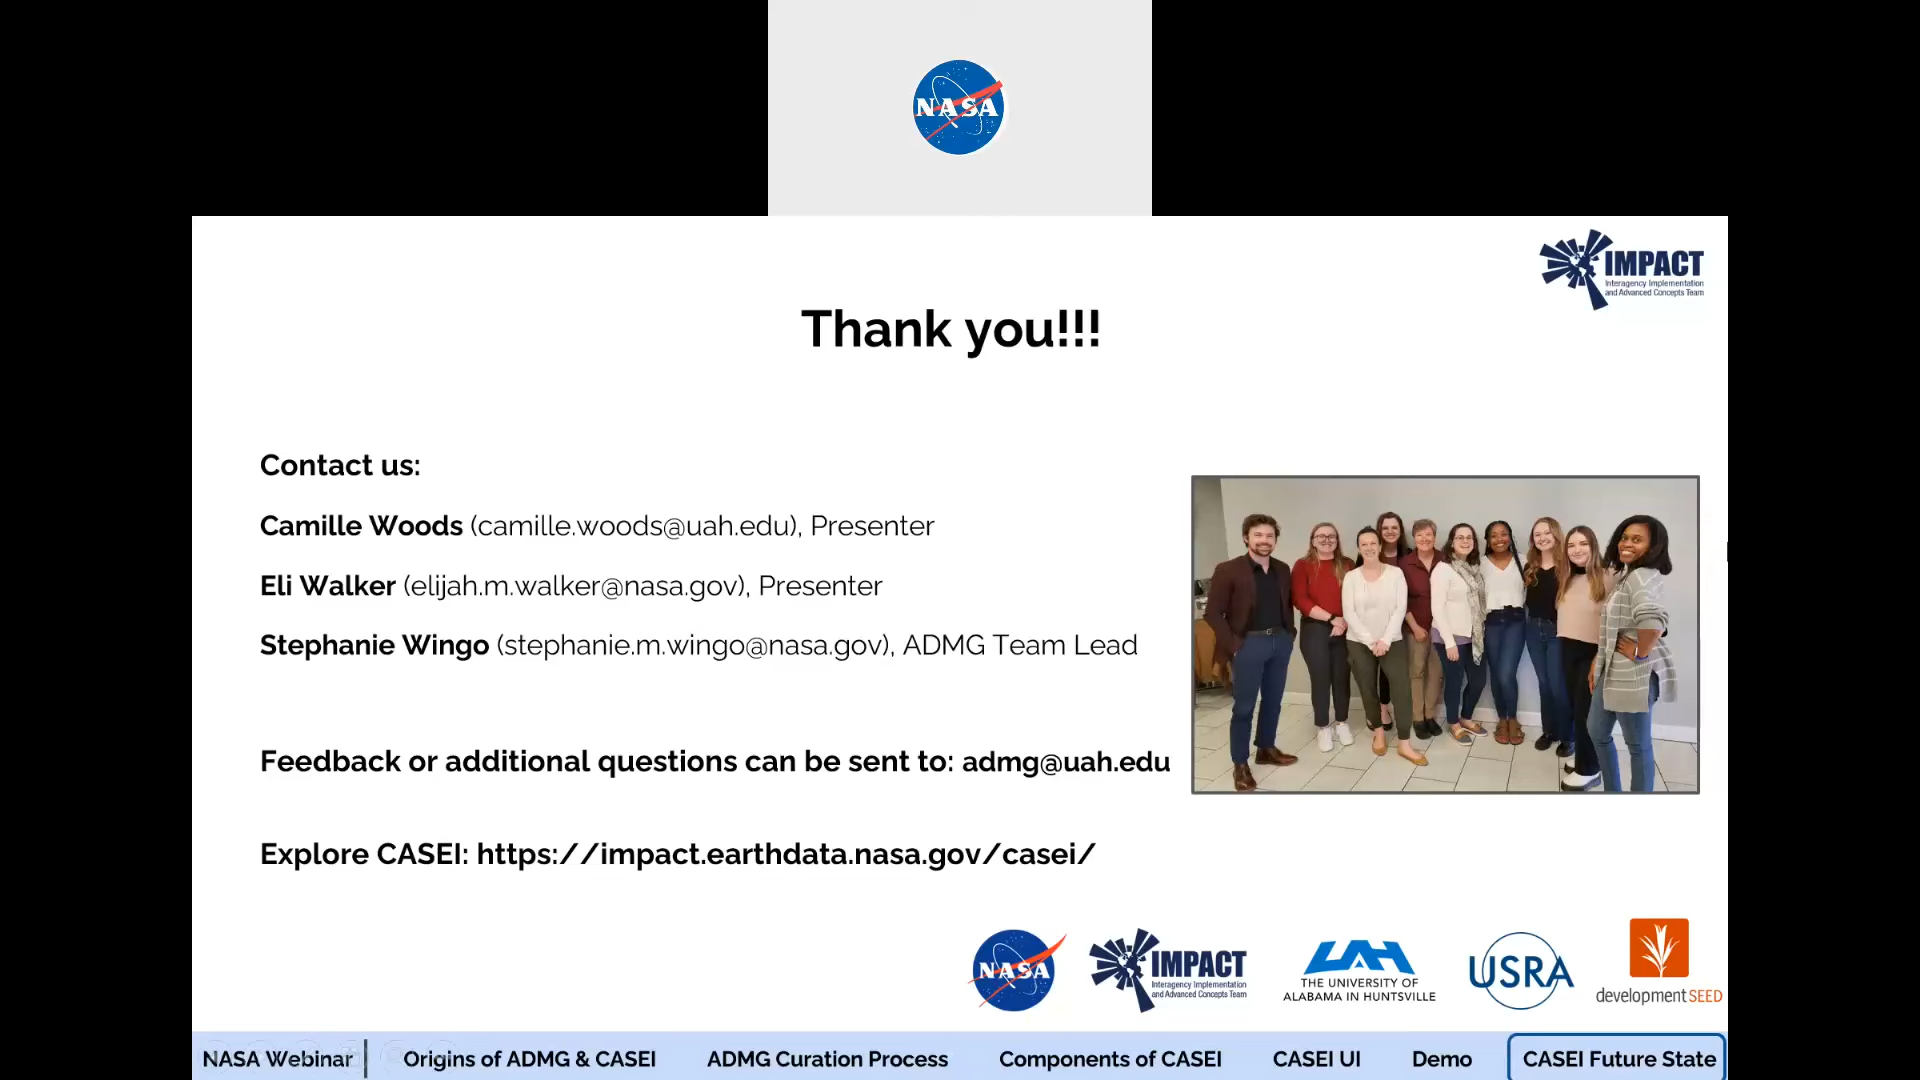 NASA
IMPACT
Interagency Implementation
and Advanced Concepts Team
Thank you!!!
Contact us:
Camille Woods (camille.woods@uah.edu), Presenter
Eli Walker (elijah.m.walker@nasa.gov), Presenter
Stephanie Wingo (stephanie.m.wingo@nasa.gov), ADMG Team Lead
Feedback or additional questions can be sent to: admg@uah.edu
Explore CASEI: https://impact.earthdata.nasa.gov/casei/
NASA
IMPACT
Interagency Implementation
and Advanced Concepts Team
UAH
THE UNIVERSITY OF
ALABAMA IN HUNTSVILLE
USRA
developmentSEED
NASA Webinar Origins of ADMG & CASEI ADMG Curation Process Components of CASEI CASEI UI Demo CASEI Future State